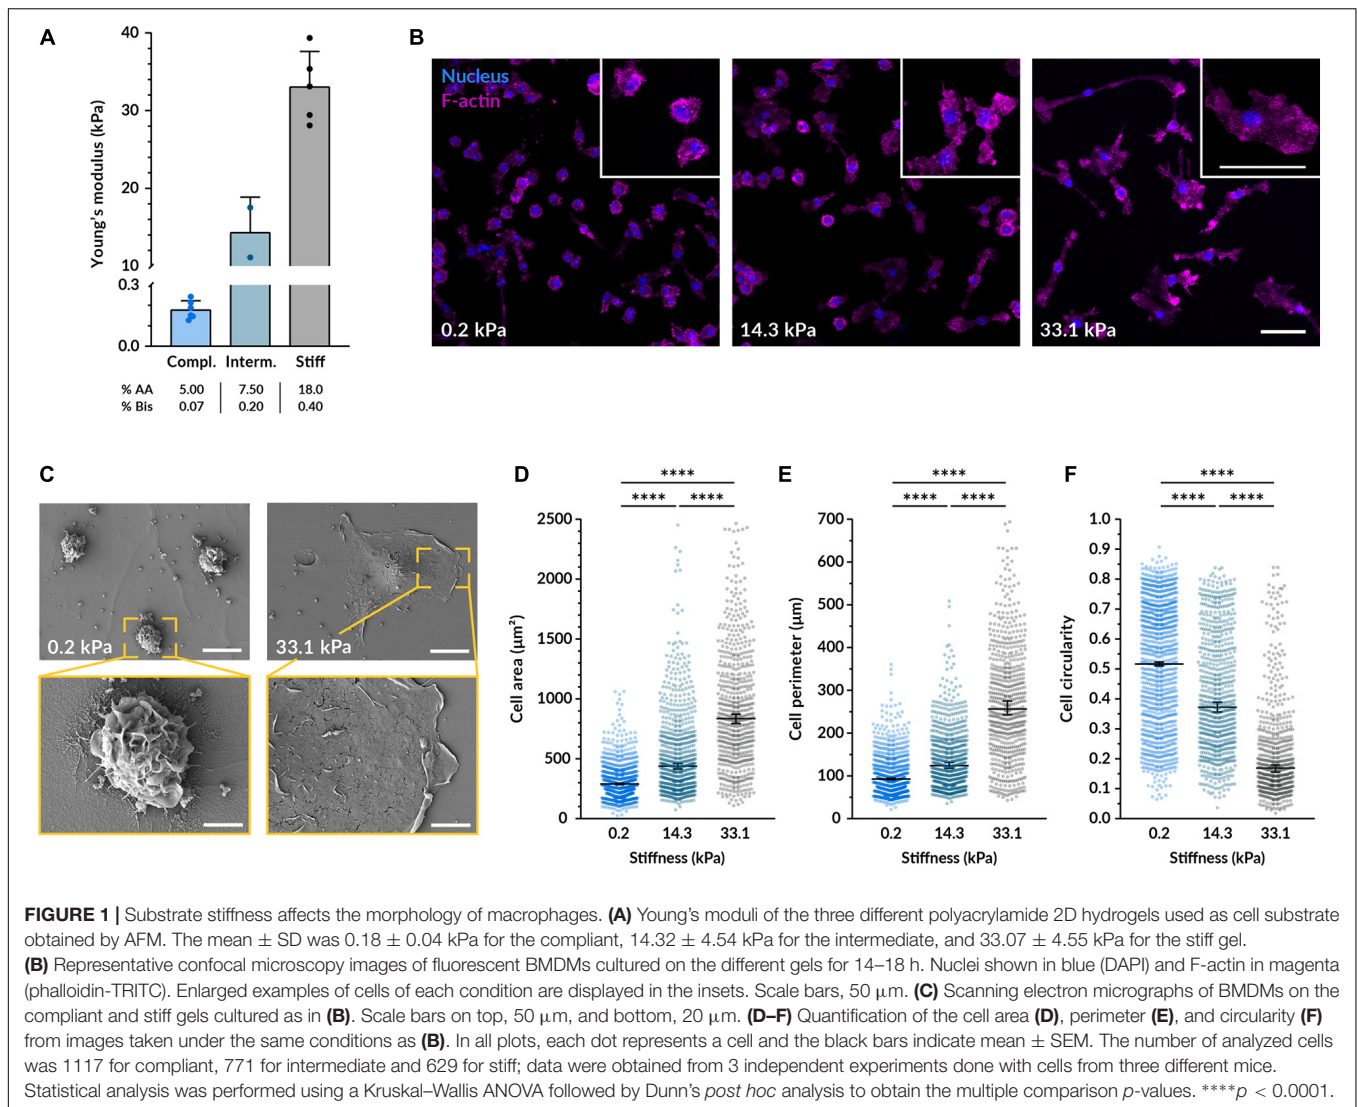 A
40
30
20
10
0.3
0.0
Young's modulus (kPa)
Compl. Interm. Stiff
% AA 5.00 7.50 18.0
% Bis 0.07 0.20 0.40
B
Nucleus
F-actin
0.2 kPa
14.3 kPa
33.1 kPa
C
0.2 kPa
33.1 kPa
D
****
**** ****
2500
2000
1500
1000
500
0
Cell area (µm²)
0.2 14.3 33.1
Stiffness (kPa)
E
****
**** ****
700
600
500
400
300
200
100
0
Cell perimeter (µm)
0.2 14.3 33.1
Stiffness (kPa)
F
****
**** ****
1.0
0.9
0.8
0.7
0.6
0.5
0.4
0.3
0.2
0.1
0.0
Cell circularity
0.2 14.3 33.1
Stiffness (kPa)
FIGURE 1 | Substrate stiffness affects the morphology of macrophages. (A) Young's moduli of the three different polyacrylamide 2D hydrogels used as cell substrate
obtained by AFM. The mean ± SD was 0.18 ± 0.04 kPa for the compliant, 14.32 ± 4.54 kPa for the intermediate, and 33.07 ± 4.55 kPa for the stiff gel.
(B) Representative confocal microscopy images of fluorescent BMDMs cultured on the different gels for 14–18 h. Nuclei shown in blue (DAPI) and F-actin in magenta
(phalloidin-TRITC). Enlarged examples of cells of each condition are displayed in the insets. Scale bars, 50 µm. (C) Scanning electron micrographs of BMDMs on the
compliant and stiff gels cultured as in (B). Scale bars on top, 50 µm, and bottom, 20 µm. (D–F) Quantification of the cell area (D), perimeter (E), and circularity (F)
from images taken under the same conditions as (B). In all plots, each dot represents a cell and the black bars indicate mean ± SEM. The number of analyzed cells
was 1117 for compliant, 771 for intermediate and 629 for stiff; data were obtained from 3 independent experiments done with cells from three different mice.
Statistical analysis was performed using a Kruskal–Wallis ANOVA followed by Dunn's post hoc analysis to obtain the multiple comparison p-values. ****p < 0.0001.